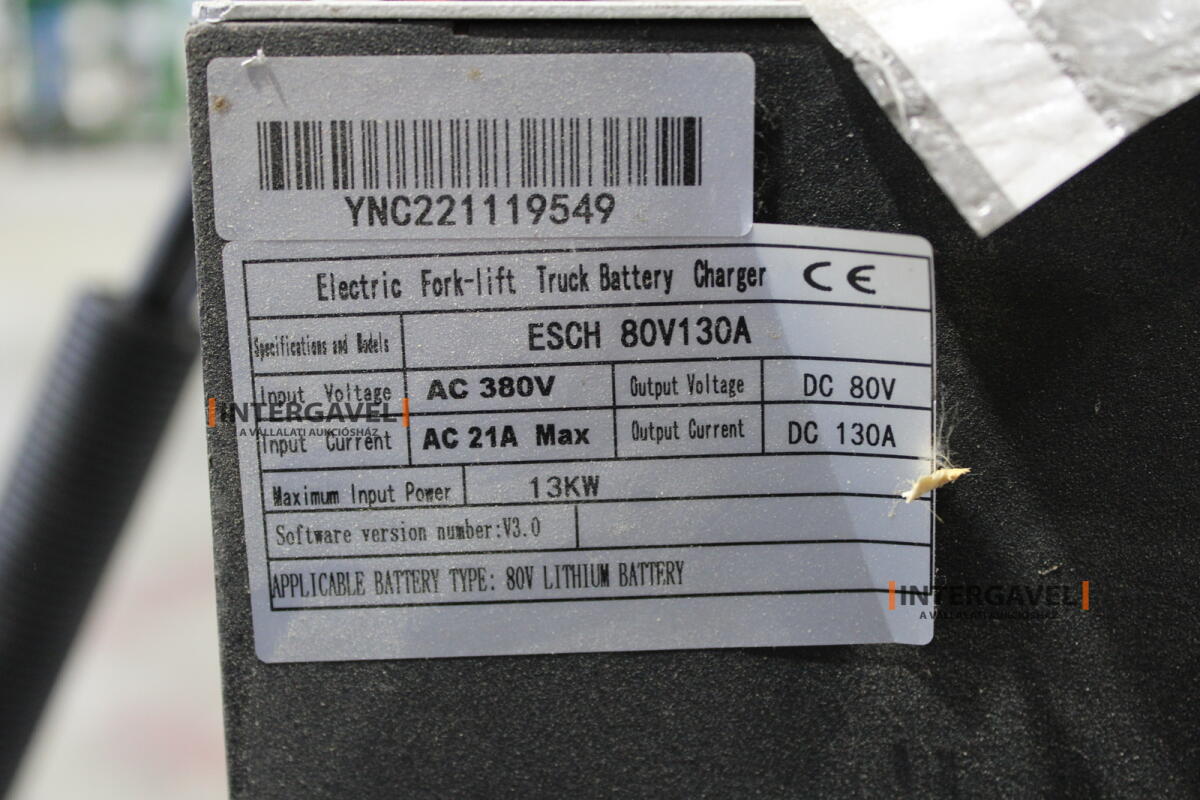 YNC221119549
Electric Fork-lift Truck Battery Charger CE
Specifications and Models ESCH 80V130A
Input Voltage AC 380V Output Voltage DC 80V
INTERGAVEL
A VÁLLALATI AUKCIÓSHÁZ
Input Current AC 21A Max Output Current DC 130A
Maximum Input Power 13KW
Software version number:V3.0
APPLICABLE BATTERY TYPE: 80V LITHIUM BATTERY
INTERGAVEL
A VÁLLALATI AUKCIÓSHÁZ